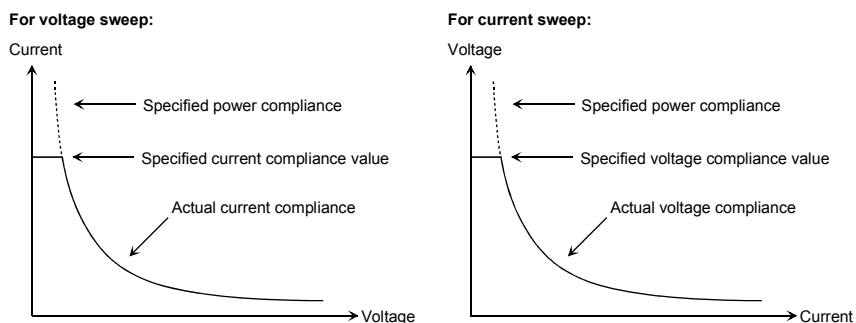 For voltage sweep:
Current
Specified power compliance
Specified current compliance value
Actual current compliance
Voltage
For current sweep:
Voltage
Specified power compliance
Specified voltage compliance value
Actual voltage compliance
Current